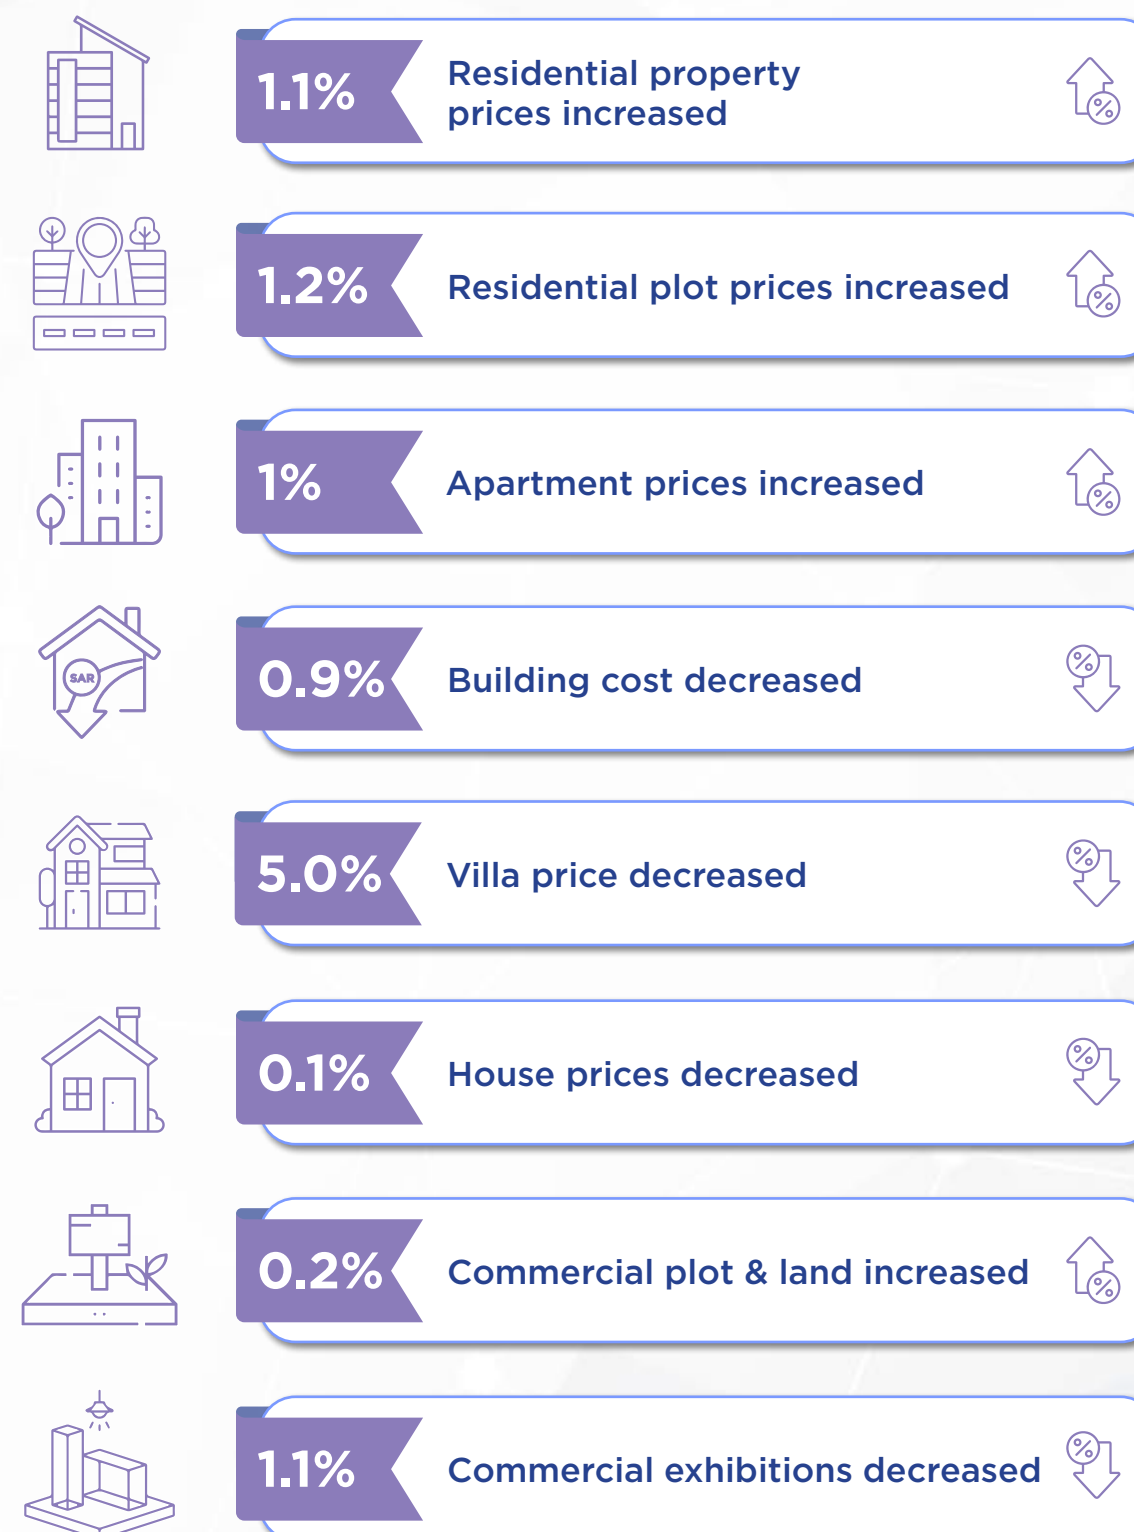 1.1%
Residential property
prices increased
1.2%
Residential plot prices increased
1%
Apartment prices increased
SAR
0.9%
Building cost decreased
5.0%
Villa price decreased
0.1%
House prices decreased
0.2%
Commercial plot & land increased
1.1%
Commercial exhibitions decreased
%
%
%
%
%
%
%
%